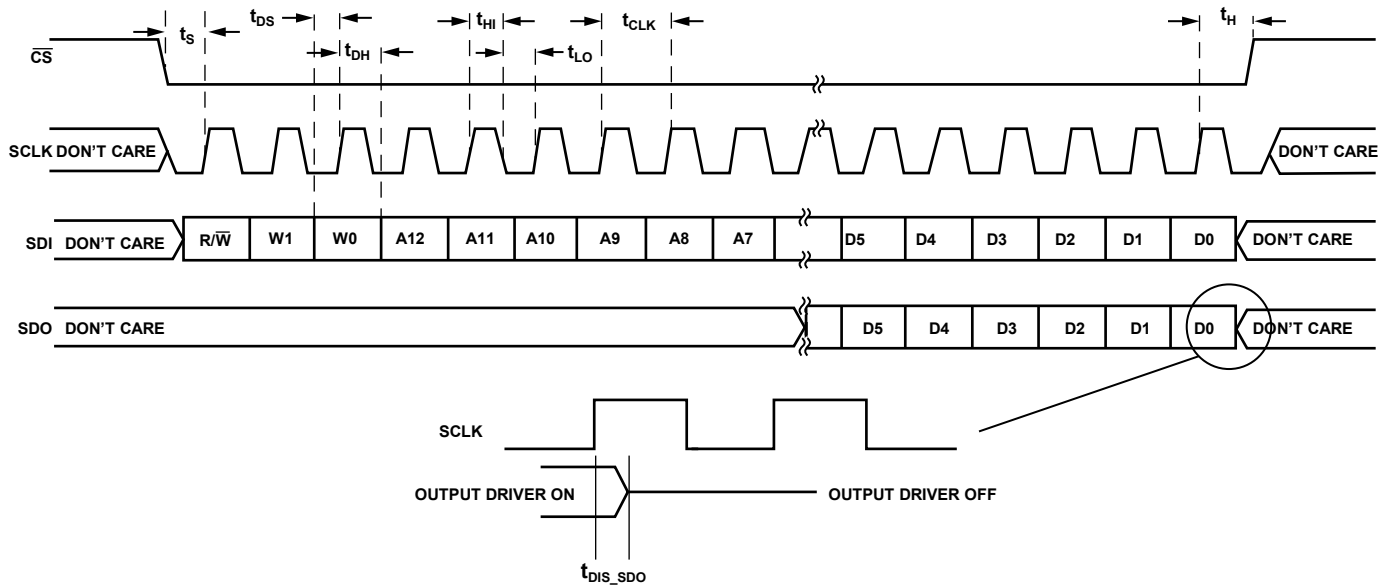 tS tDS tDH tHI tLO tCLK tH
CS
SCLK DON'T CARE DON'T CARE
SDI DON'T CARE R/W W1 W0 A12 A11 A10 A9 A8 A7 D5 D4 D3 D2 D1 D0 DON'T CARE
SDO DON'T CARE D5 D4 D3 D2 D1 D0 DON'T CARE
SCLK
OUTPUT DRIVER ON OUTPUT DRIVER OFF
tDIS_SDO